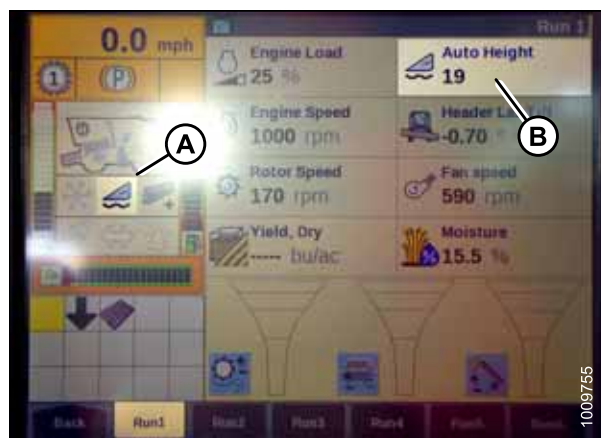 0.0 mph
Run 1
Engine Load
25 %
Auto Height
19
1
(P)
Engine Speed
1000 rpm
Header
-0.70
A
B
Rotor Speed
170 rpm
Fan speed
590 rpm
Yield, Dry
----- bu/ac
Moisture
15.5 %
Back
Run1
Run2
Run3
Run4
1009755